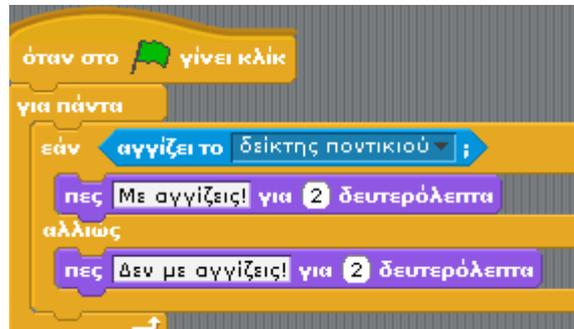 όταν στο γίνει κλίκ
για πάντα
εάν αγγίζει το δείκτης ποντικιού ;
πες Με αγγίζεις! για 2 δευτερόλεπτα
αλλιώς
πες Δεν με αγγίζεις! για 2 δευτερόλεπτα